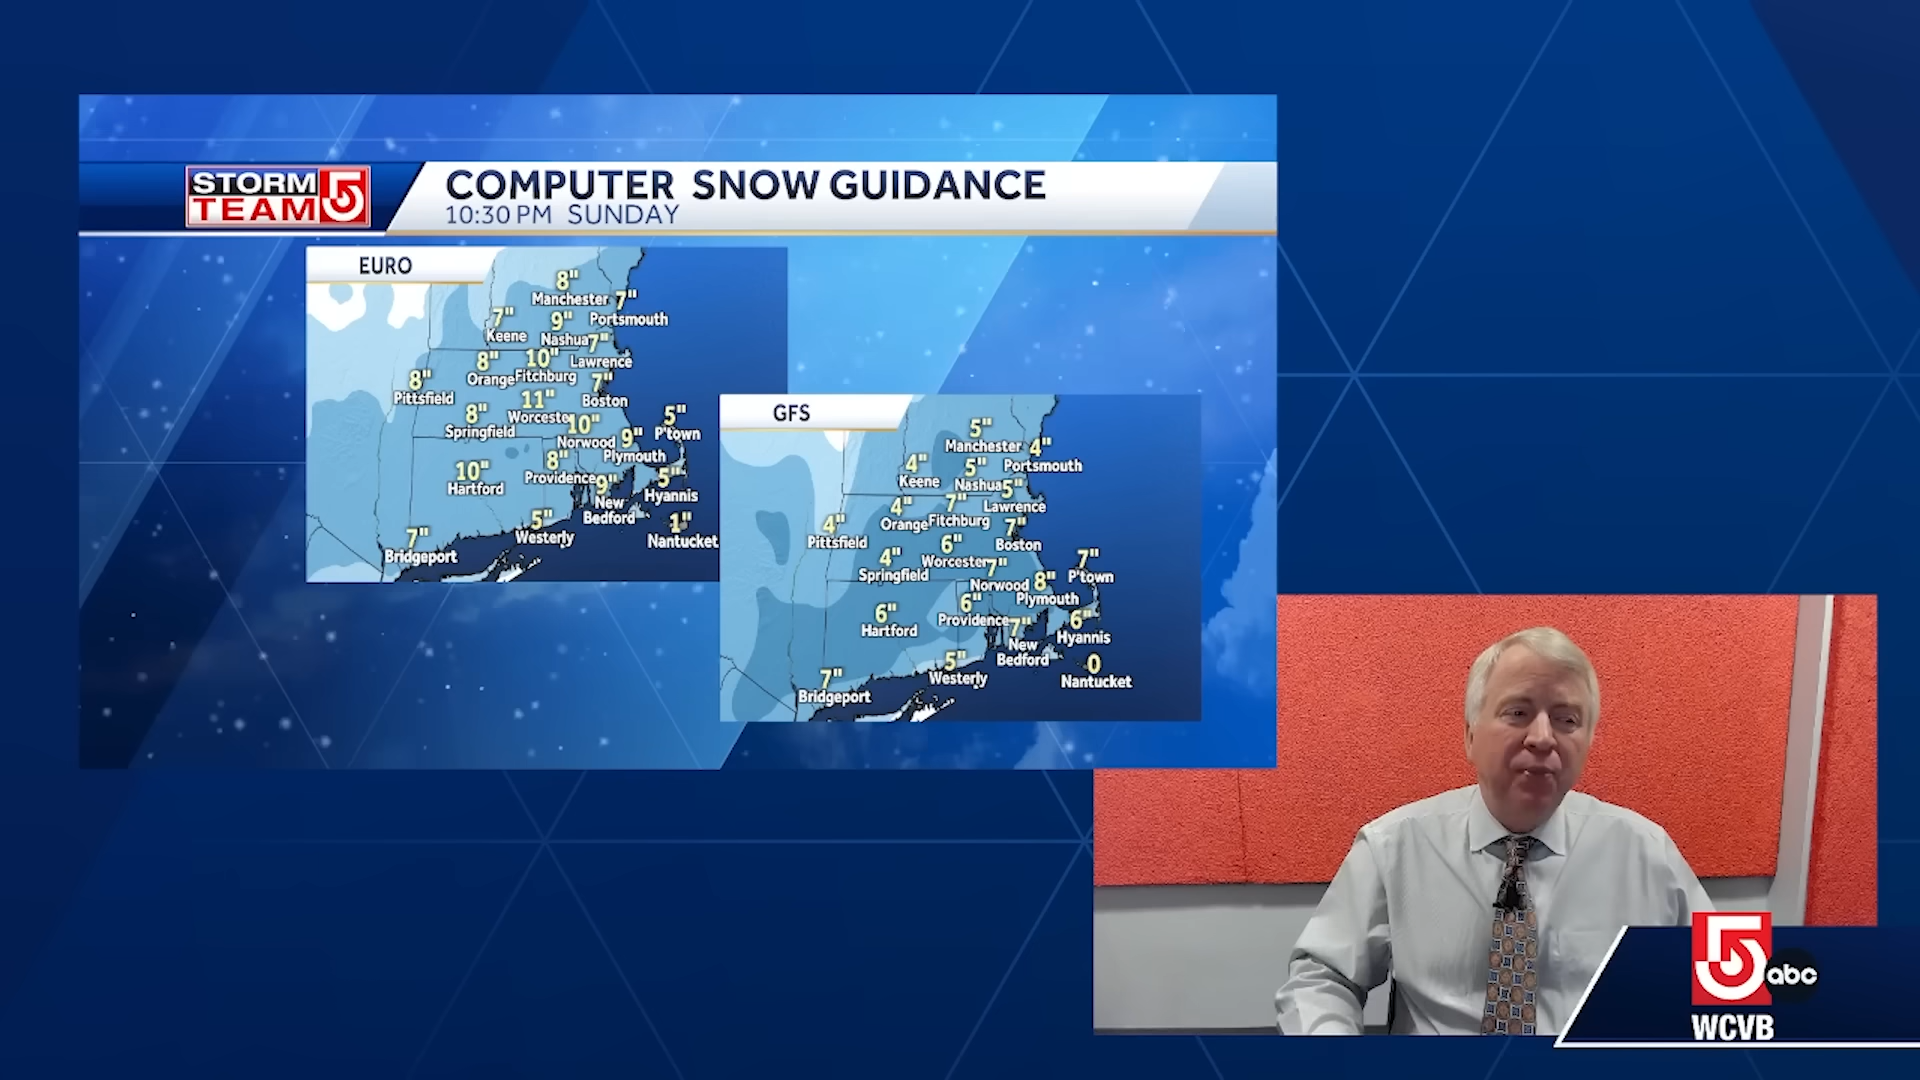 STORM
TEAM 5
COMPUTER SNOW GUIDANCE
10:30 PM SUNDAY
EURO
8"
Manchester
7"
Portsmouth
7"
Keene
9"
Nashua
7"
Lawrence
8"
Orange
10"
Fitchburg
8"
Pittsfield
7"
Boston
11"
Worcester
8"
Springfield
10"
Norwood
5"
P'town
9"
Plymouth
10"
Hartford
8"
Providence
9"
New
Bedford
5"
Hyannis
5"
Westerly
1"
Nantucket
7"
Bridgeport
GFS
5"
Manchester
4"
Portsmouth
4"
Keene
5"
Nashua
5"
Lawrence
4"
Orange
7"
Fitchburg
4"
Pittsfield
7"
Boston
6"
Worcester
4"
Springfield
7"
Norwood
7"
P'town
8"
Plymouth
6"
Hartford
6"
Providence
7"
New
Bedford
6"
Hyannis
5"
Westerly
0
Nantucket
7"
Bridgeport
5 abc
WCVB